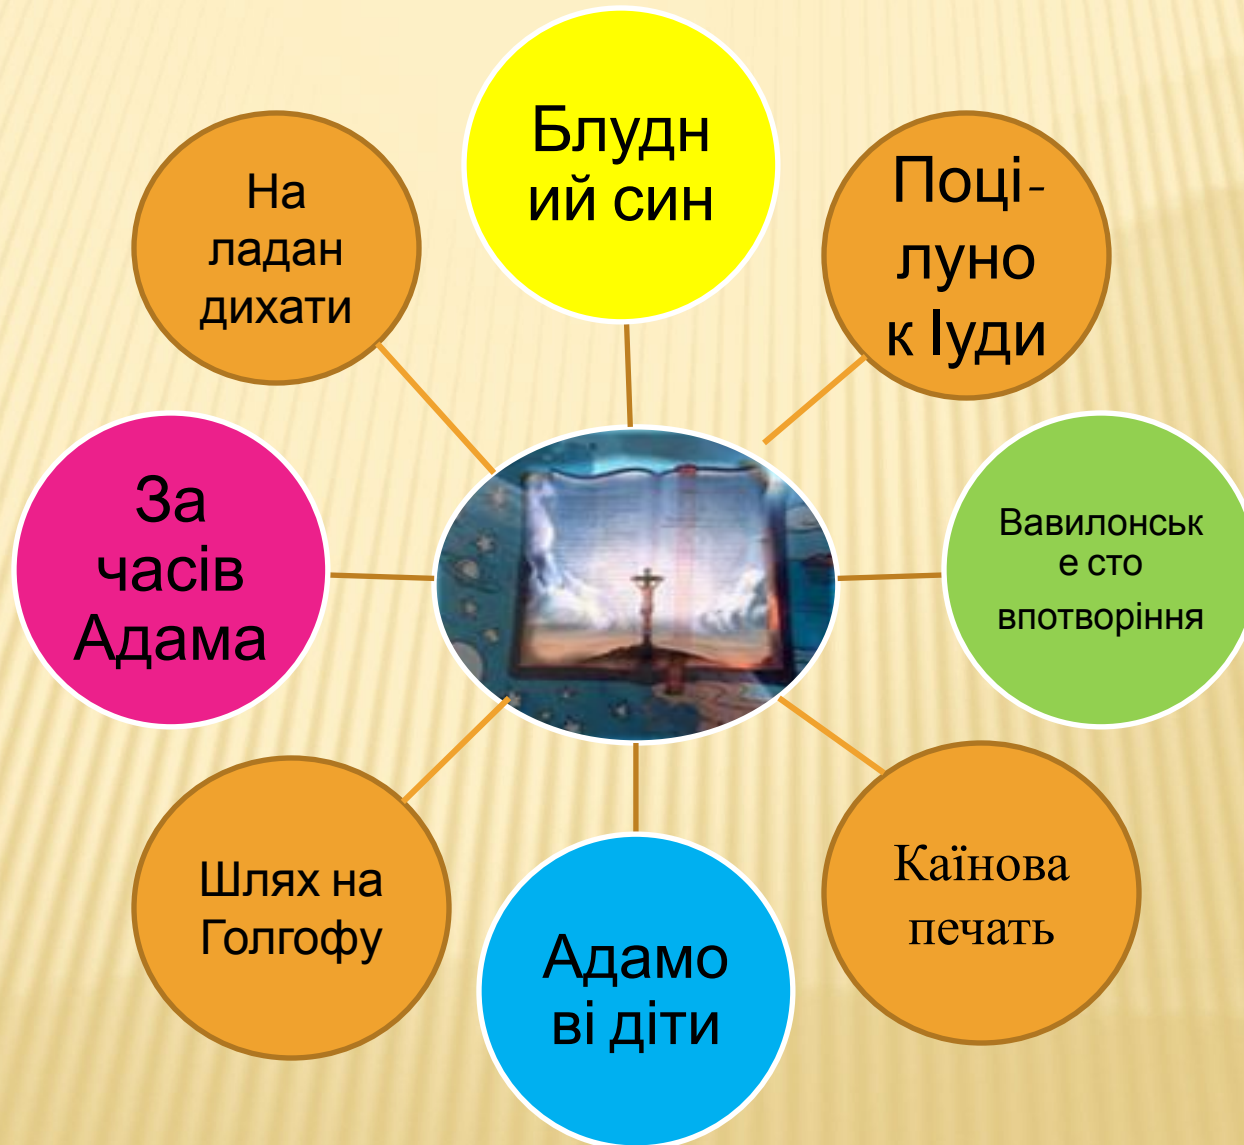 Блудн
ий син
На
ладан
дихати
Поці-
луно
к Іуди
За
часів
Адама
Вавилонськ
е сто
впотворіння
Шлях на
Голгофу
Каїнова
печать
Адамо
ві діти